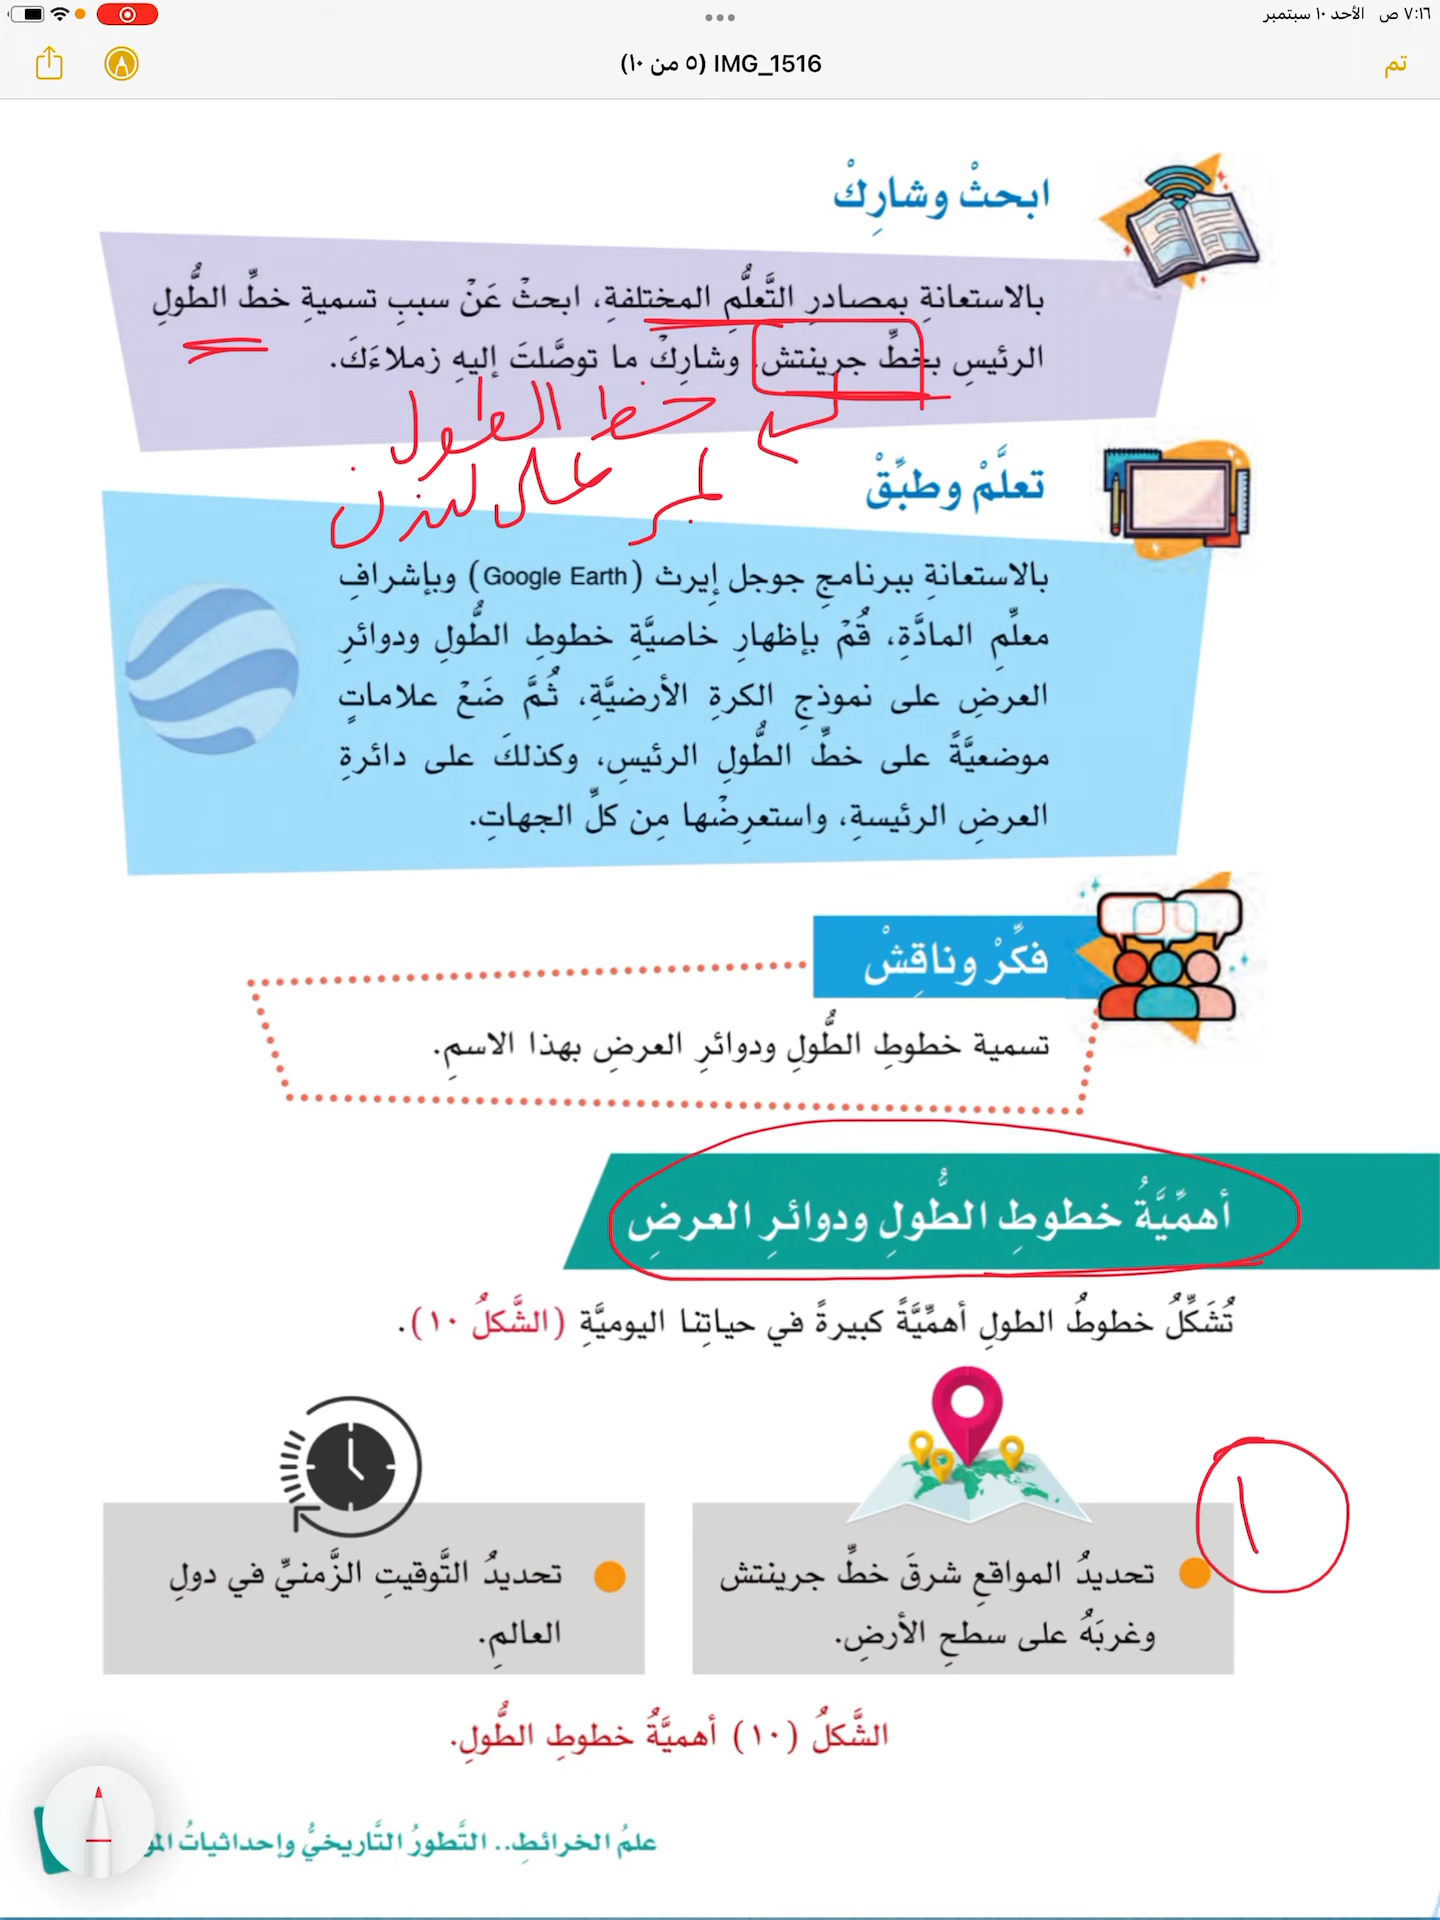 ٧:١٦ ص الأحد ١٠ سبتمبر
تم
IMG_1516 (٥ من ١٠)
ابحثْ وشارِكْ
بالاستعانةِ بمصادرِ التَّعلُّمِ المختلفةِ، ابحثْ عَنْ سببِ تسميةِ خطِّ الطُّولِ
الرئيسِ بخطِّ جرينتش، وشارِكْ ما توصَّلتَ إليهِ زملاءَكَ.
خط الطول
يمر على لندن
تعلَّمْ وطبِّقْ
بالاستعانةِ ببرنامجِ جوجل إيرث (Google Earth) وبإشرافِ
معلِّمِ المادَّةِ، قُمْ بإظهارِ خاصيَّةِ خطوطِ الطُّولِ ودوائرِ
العرضِ على نموذجِ الكرةِ الأرضيَّةِ، ثُمَّ ضَعْ علاماتٍ
موضعيَّةً على خطِّ الطُّولِ الرئيسِ، وكذلكَ على دائرةِ
العرضِ الرئيسةِ، واستعرِضْها مِن كلِّ الجهاتِ.
فكِّرْ وناقِشْ
تسمية خطوطِ الطُّولِ ودوائرِ العرضِ بهذا الاسمِ.
أهمِّيَّةُ خطوطِ الطُّولِ ودوائرِ العرضِ
تُشَكِّلُ خطوطُ الطولِ أهمِّيَّةً كبيرةً في حياتِنا اليوميَّةِ (الشَّكلُ ١٠).
١
تحديدُ المواقعِ شرقَ خطِّ جرينتش
وغربَهُ على سطحِ الأرضِ.
تحديدُ التَّوقيتِ الزَّمنيِّ في دولِ
العالمِ.
الشَّكلُ (١٠) أهميَّةُ خطوطِ الطُّولِ.
علمُ الخرائطِ.. التَّطورُ التَّاريخيُّ وإحداثياتُ